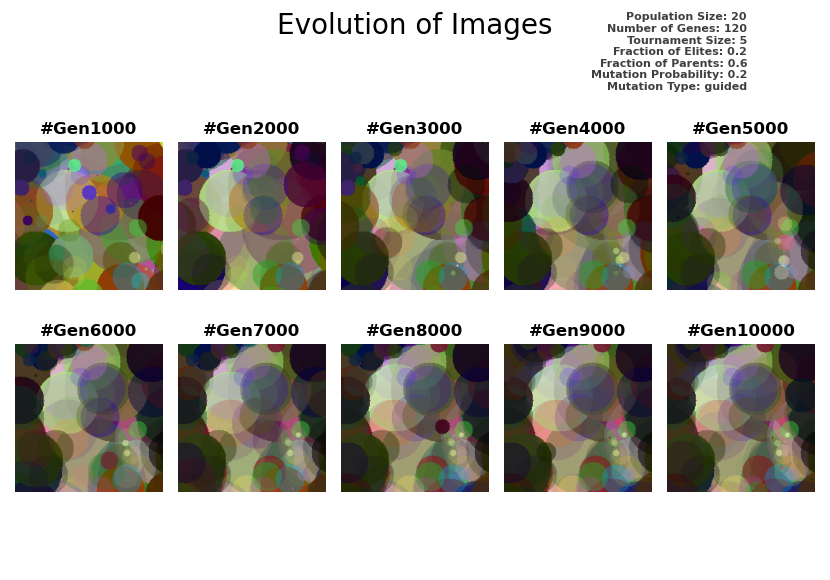 Evolution of Images
Population Size: 20
Number of Genes: 120
Tournament Size: 5
Fraction of Elites: 0.2
Fraction of Parents: 0.6
Mutation Probability: 0.2
Mutation Type: guided
#Gen1000
#Gen2000
#Gen3000
#Gen4000
#Gen5000
#Gen6000
#Gen7000
#Gen8000
#Gen9000
#Gen10000